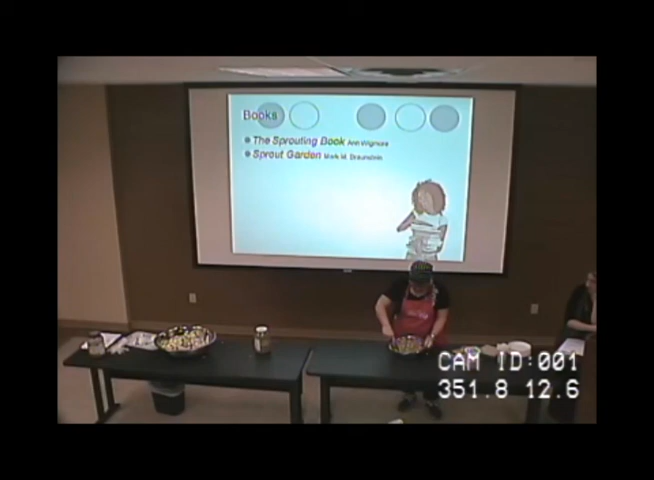 Books
The Sprouting Book Ann Wigmore
Sprout Garden Mark M. Braunstein
CAM ID:001
351.8 12.6